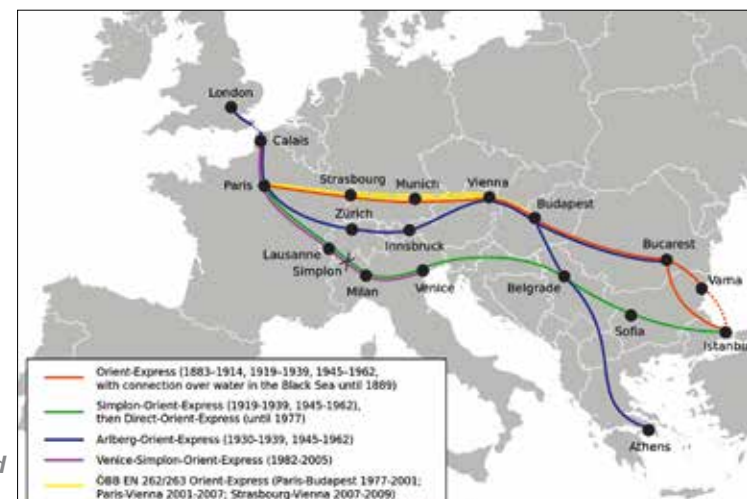 London
Calais
Paris
Strasbourg
Munich
Vienna
Budapest
Zürich
Innsbruck
Lausanne
Simplon
Milan
Venice
Belgrade
Bucarest
Varna
Sofia
Istanbu
Athens
Orient-Express (1883-1914, 1919-1939, 1945-1962,
with connection over water in the Black Sea until 1889)
Simplon-Orient-Express (1919-1939, 1945-1962),
then Direct-Orient-Express (until 1977)
Arlberg-Orient-Express (1930-1939, 1945-1962)
Venice-Simplon-Orient-Express (1982-2005)
ÖBB EN 262/263 Orient-Express (Paris-Budapest 1977-2001;
Paris-Vienna 2001-2007; Strasbourg-Vienna 2007-2009)